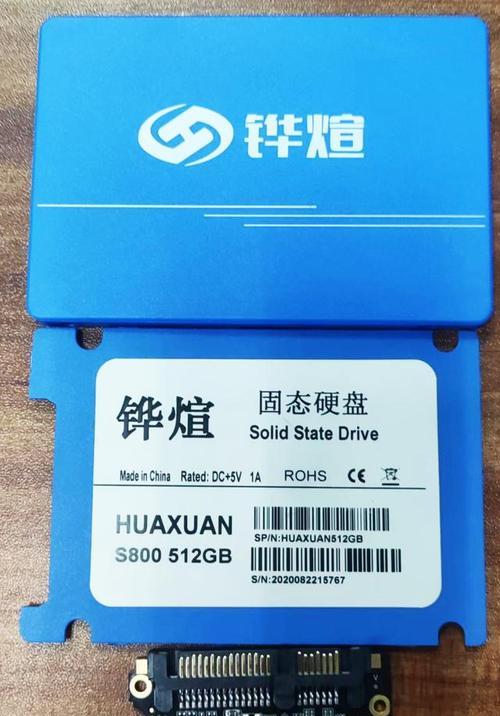 铧煊
铧煊
固态硬盘
Solid State Drive
Made in China Rated: DC+5V 1A ROHS CE
HUAXUAN
S800 512GB
SP/N:HUAXUAN512GB
S/N:2020082215767